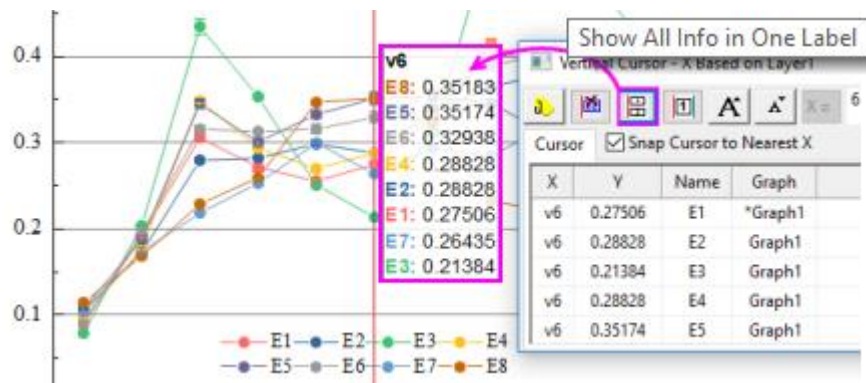 Show All Info in One Label
Vertical Cursor - X Based on Layer1
X =
6
Cursor
Snap Cursor to Nearest X
X Y Name Graph
v6 0.27506 E1 *Graph1
v6 0.28828 E2 Graph1
v6 0.21384 E3 Graph1
v6 0.28828 E4 Graph1
v6 0.35174 E5 Graph1
v6
E8: 0.35183
E5: 0.35174
E6: 0.32938
E4: 0.28828
E2: 0.28828
E1: 0.27506
E7: 0.26435
E3: 0.21384
0.4
0.3
0.2
0.1
E1 E2 E3 E4
E5 E6 E7 E8